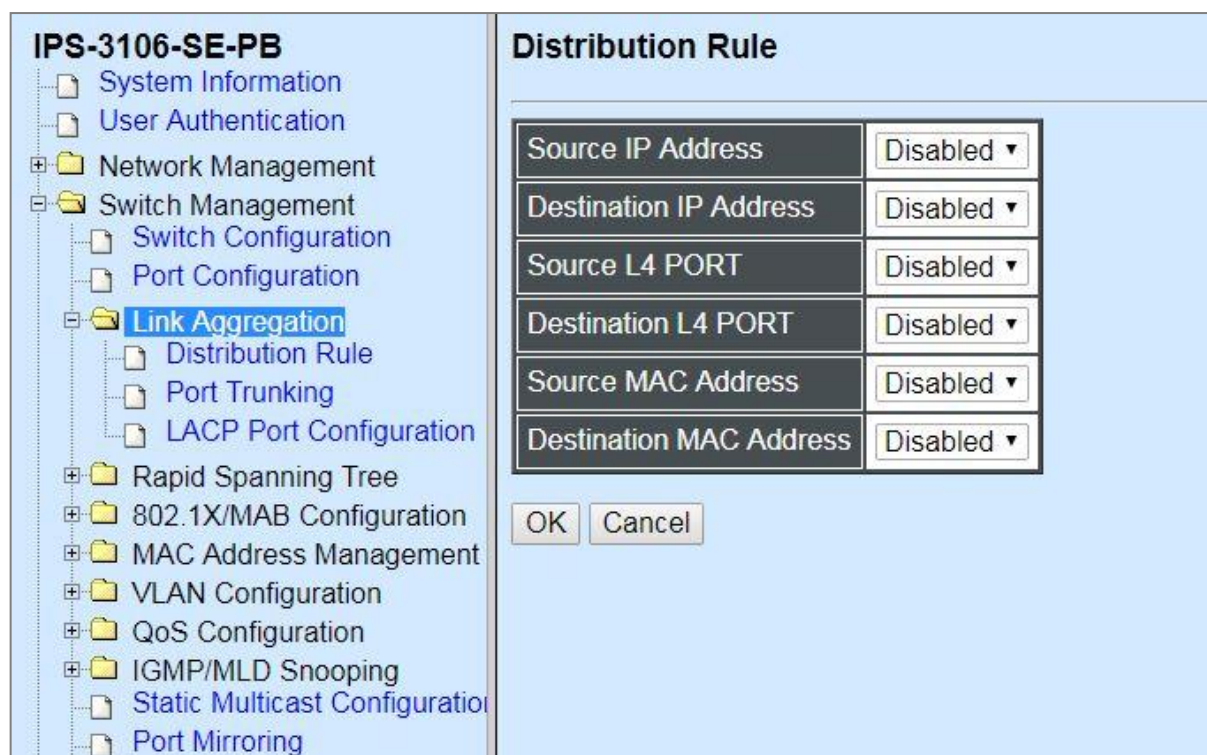 IPS-3106-SE-PB
System Information
User Authentication
Network Management
Switch Management
Switch Configuration
Port Configuration
Link Aggregation
Distribution Rule
Port Trunking
LACP Port Configuration
Rapid Spanning Tree
802.1X/MAB Configuration
MAC Address Management
VLAN Configuration
QoS Configuration
IGMP/MLD Snooping
Static Multicast Configuratio
Port Mirroring
Distribution Rule
Source IP Address Disabled
Destination IP Address Disabled
Source L4 PORT Disabled
Destination L4 PORT Disabled
Source MAC Address Disabled
Destination MAC Address Disabled
OK Cancel